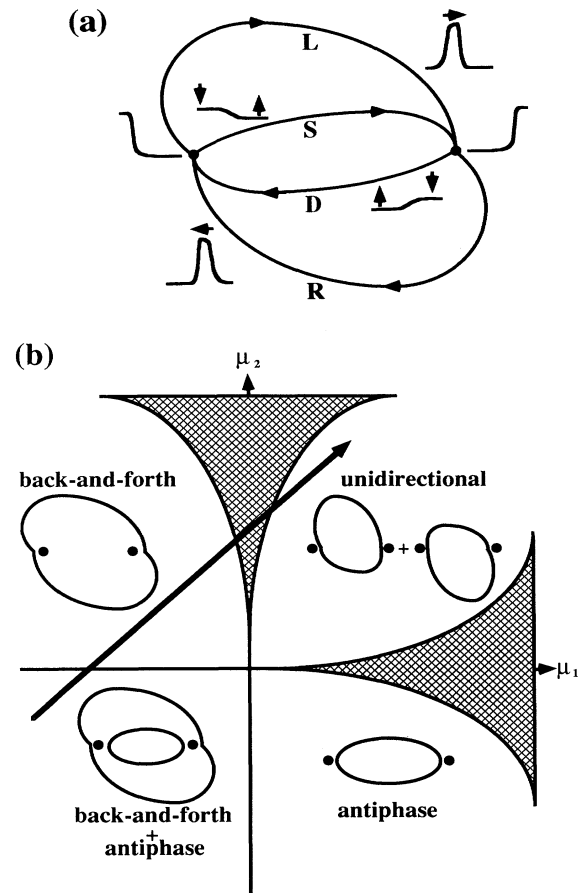 (a)
L
S
D
R
(b)
μ₂
back-and-forth
unidirectional
+
μ₁
back-and-forth
+
antiphase
antiphase